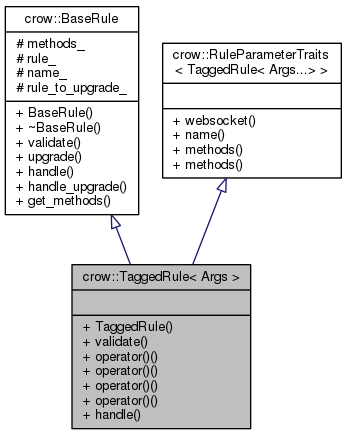 crow::BaseRule
# methods_
# rule_
# name_
# rule_to_upgrade_
+ BaseRule()
+ ~BaseRule()
+ validate()
+ upgrade()
+ handle()
+ handle_upgrade()
+ get_methods()
crow::RuleParameterTraits
< TaggedRule< Args...> >
+ websocket()
+ name()
+ methods()
+ methods()
crow::TaggedRule< Args >
+ TaggedRule()
+ validate()
+ operator()()
+ operator()()
+ operator()()
+ operator()()
+ handle()